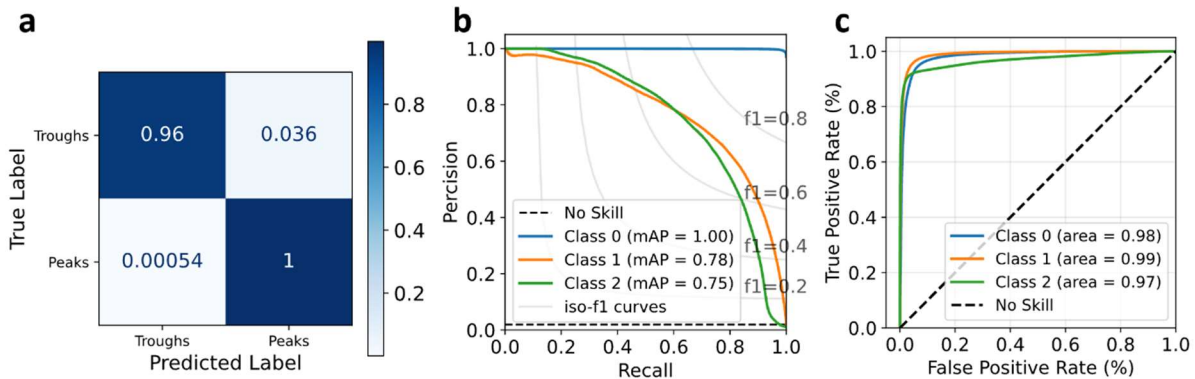 a
True Label
Troughs
Peaks
0.96
0.036
0.00054
1
Troughs
Peaks
Predicted Label
0.8
0.6
0.4
0.2
b
Percision
1.0
0.8
0.6
0.4
0.2
0.0
f1=0.8
f1=0.6
f1=0.4
f1=0.2
No Skill
Class 0 (mAP = 1.00)
Class 1 (mAP = 0.78)
Class 2 (mAP = 0.75)
iso-f1 curves
0.0 0.2 0.4 0.6 0.8 1.0
Recall
c
True Positive Rate (%)
1.0
0.8
0.6
0.4
0.2
0.0
Class 0 (area = 0.98)
Class 1 (area = 0.99)
Class 2 (area = 0.97)
No Skill
0.0 0.2 0.4 0.6 0.8 1.0
False Positive Rate (%)